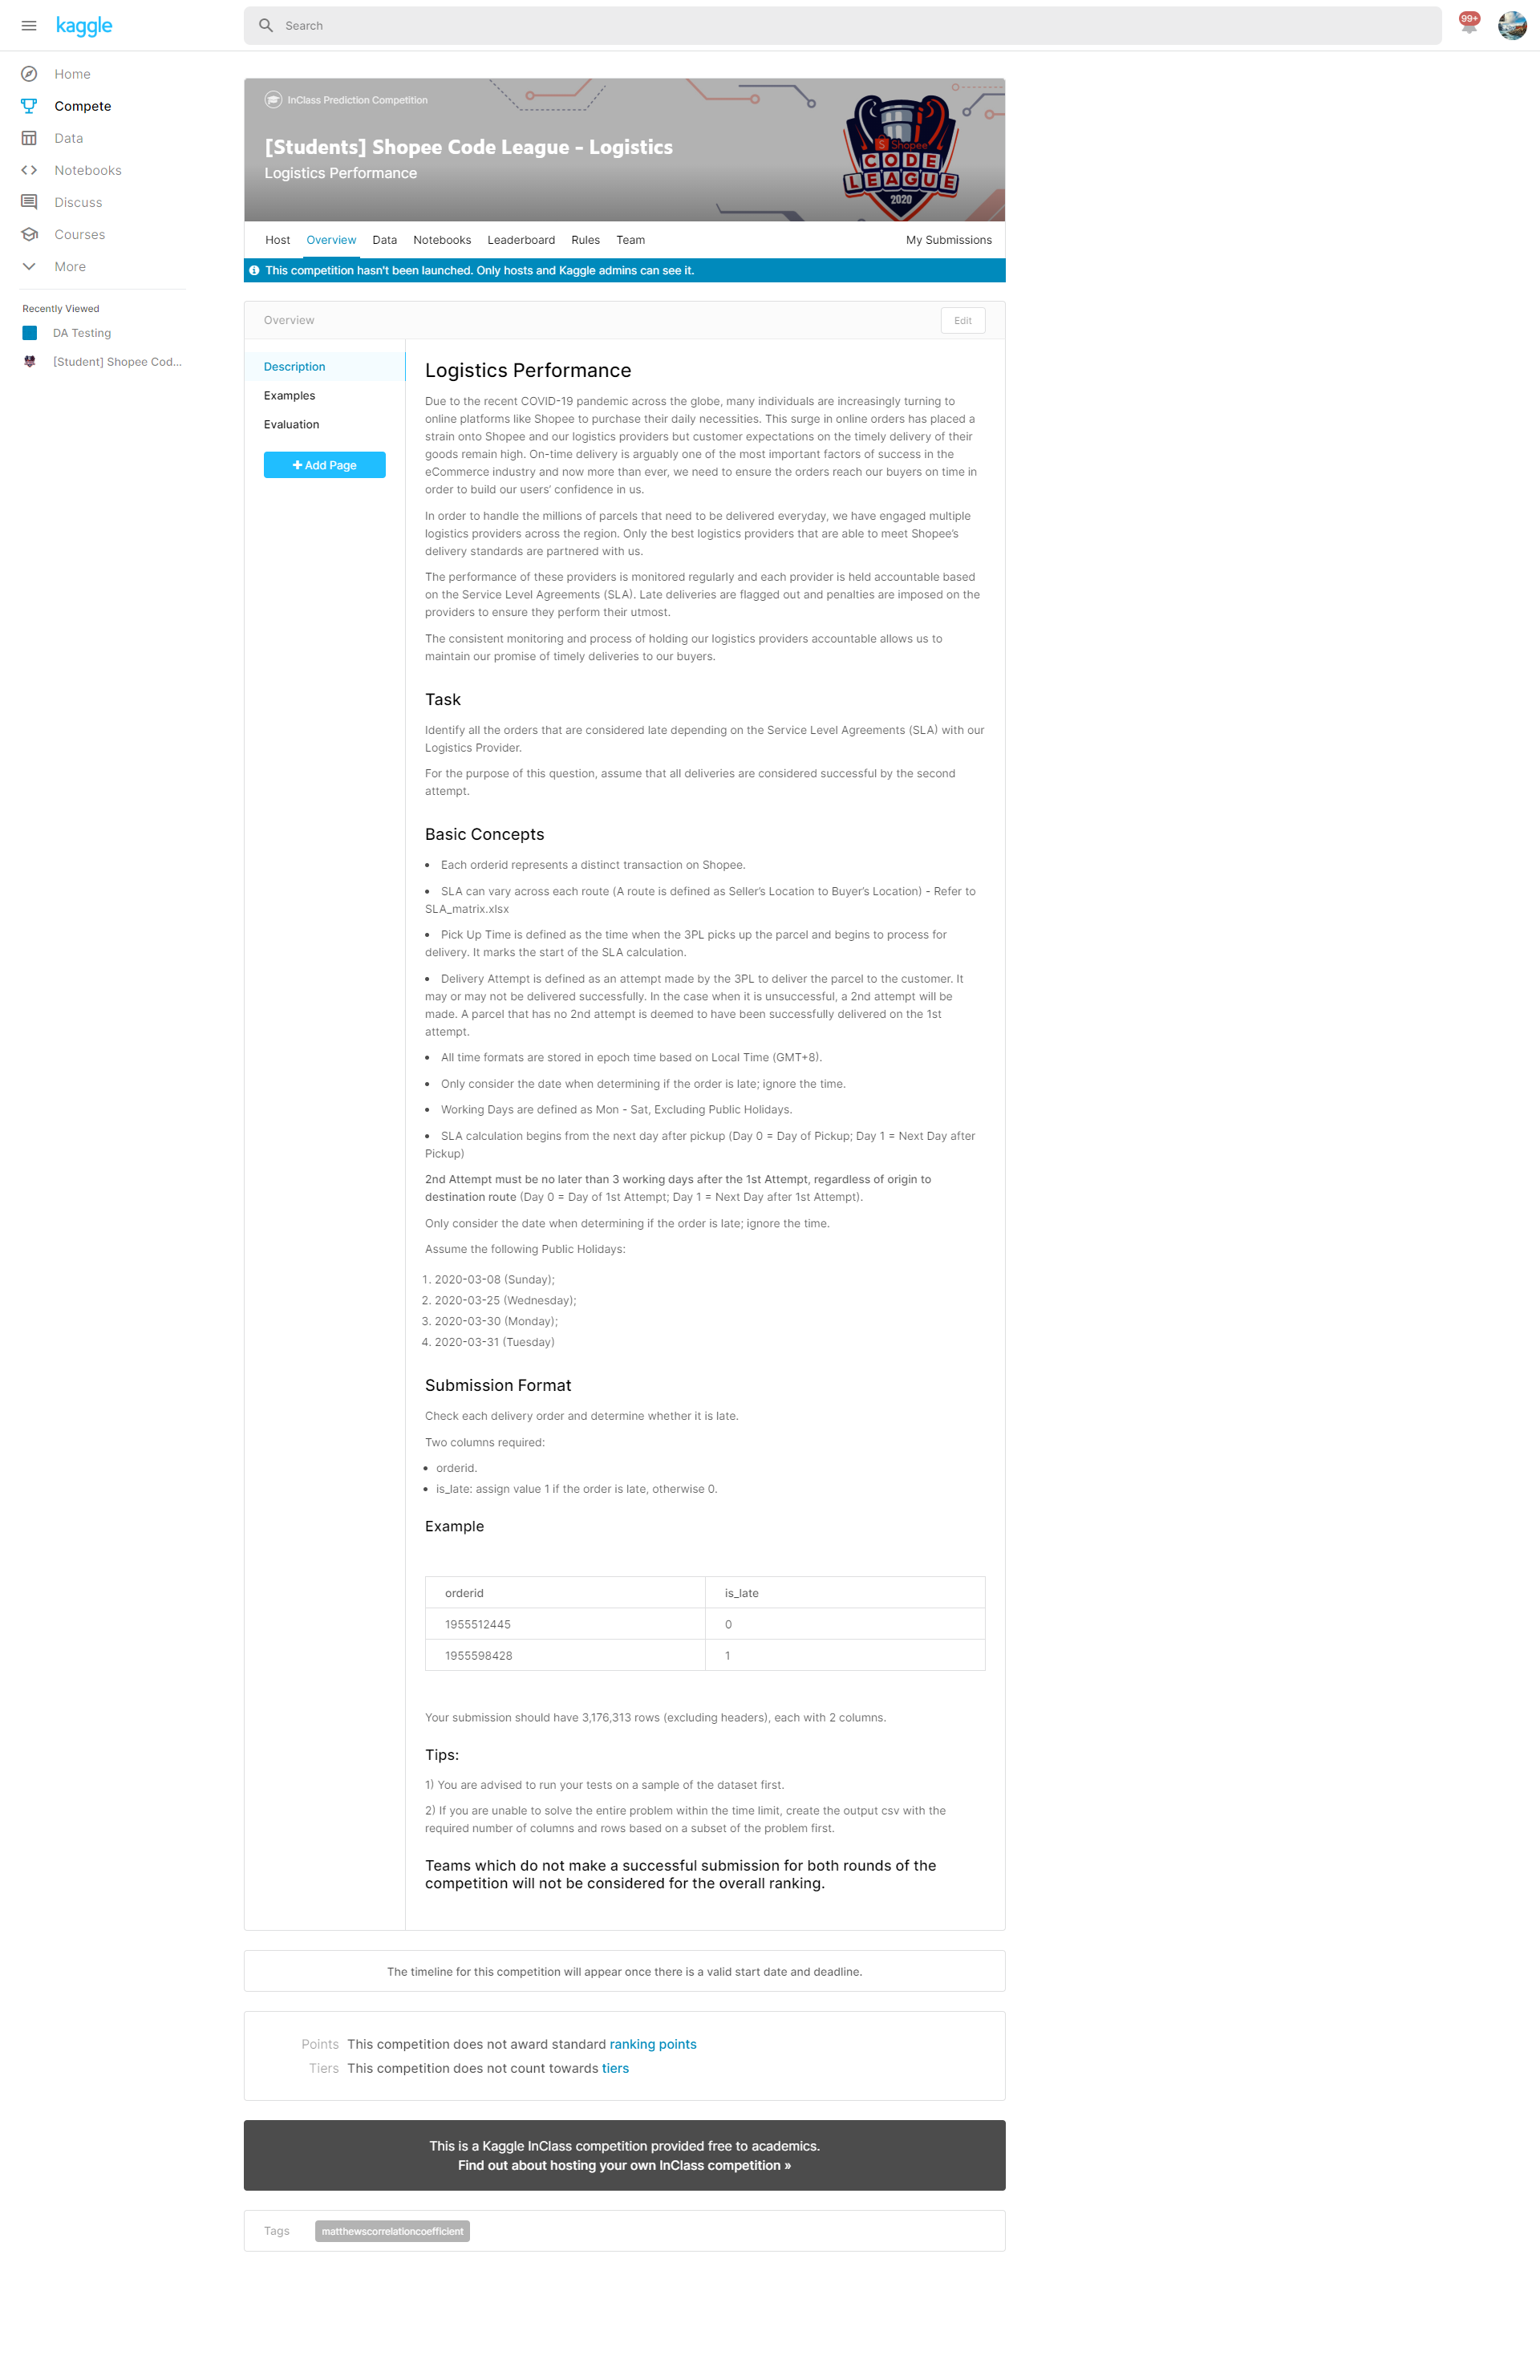 kaggle
Search
99+
Home
Compete
Data
Notebooks
Discuss
Courses
More
Recently Viewed
DA Testing
[Student] Shopee Cod...
InClass Prediction Competition
[Students] Shopee Code League - Logistics
Logistics Performance
Shopee
CODE
LEAGUE
2020
Host Overview Data Notebooks Leaderboard Rules Team My Submissions
This competition hasn't been launched. Only hosts and Kaggle admins can see it.
Overview Edit
Description
Examples
Evaluation
Add Page
Logistics Performance
Due to the recent COVID-19 pandemic across the globe, many individuals are increasingly turning to
online platforms like Shopee to purchase their daily necessities. This surge in online orders has placed a
strain onto Shopee and our logistics providers but customer expectations on the timely delivery of their
goods remain high. On-time delivery is arguably one of the most important factors of success in the
eCommerce industry and now more than ever, we need to ensure the orders reach our buyers on time in
order to build our users’ confidence in us.
In order to handle the millions of parcels that need to be delivered everyday, we have engaged multiple
logistics providers across the region. Only the best logistics providers that are able to meet Shopee’s
delivery standards are partnered with us.
The performance of these providers is monitored regularly and each provider is held accountable based
on the Service Level Agreements (SLA). Late deliveries are flagged out and penalties are imposed on the
providers to ensure they perform their utmost.
The consistent monitoring and process of holding our logistics providers accountable allows us to
maintain our promise of timely deliveries to our buyers.
Task
Identify all the orders that are considered late depending on the Service Level Agreements (SLA) with our
Logistics Provider.
For the purpose of this question, assume that all deliveries are considered successful by the second
attempt.
Basic Concepts
• Each orderid represents a distinct transaction on Shopee.
• SLA can vary across each route (A route is defined as Seller’s Location to Buyer’s Location) - Refer to
SLA_matrix.xlsx
• Pick Up Time is defined as the time when the 3PL picks up the parcel and begins to process for
delivery. It marks the start of the SLA calculation.
• Delivery Attempt is defined as an attempt made by the 3PL to deliver the parcel to the customer. It
may or may not be delivered successfully. In the case when it is unsuccessful, a 2nd attempt will be
made. A parcel that has no 2nd attempt is deemed to have been successfully delivered on the 1st
attempt.
• All time formats are stored in epoch time based on Local Time (GMT+8).
• Only consider the date when determining if the order is late; ignore the time.
• Working Days are defined as Mon - Sat, Excluding Public Holidays.
• SLA calculation begins from the next day after pickup (Day 0 = Day of Pickup; Day 1 = Next Day after
Pickup)
2nd Attempt must be no later than 3 working days after the 1st Attempt, regardless of origin to
destination route (Day 0 = Day of 1st Attempt; Day 1 = Next Day after 1st Attempt).
Only consider the date when determining if the order is late; ignore the time.
Assume the following Public Holidays:
1. 2020-03-08 (Sunday);
2. 2020-03-25 (Wednesday);
3. 2020-03-30 (Monday);
4. 2020-03-31 (Tuesday)
Submission Format
Check each delivery order and determine whether it is late.
Two columns required:
• orderid.
• is_late: assign value 1 if the order is late, otherwise 0.
Example
orderid is_late
1955512445 0
1955598428 1
Your submission should have 3,176,313 rows (excluding headers), each with 2 columns.
Tips:
1) You are advised to run your tests on a sample of the dataset first.
2) If you are unable to solve the entire problem within the time limit, create the output csv with the
required number of columns and rows based on a subset of the problem first.
Teams which do not make a successful submission for both rounds of the
competition will not be considered for the overall ranking.
The timeline for this competition will appear once there is a valid start date and deadline.
Points This competition does not award standard ranking points
Tiers This competition does not count towards tiers
This is a Kaggle InClass competition provided free to academics.
Find out about hosting your own InClass competition »
Tags matthewscorrelationcoefficient